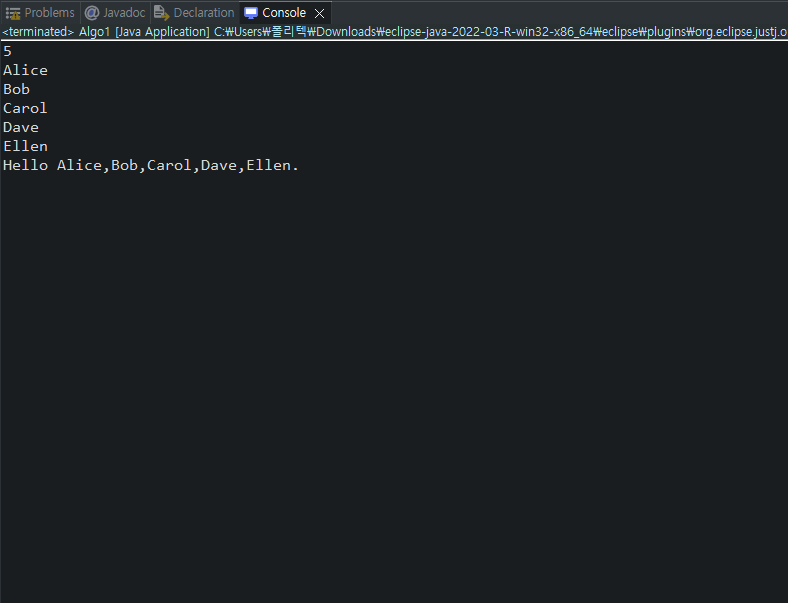 Problems Javadoc Declaration Console
<terminated> Algo1 [Java Application] C:₩Users₩폴리텍₩Downloads₩eclipse-java-2022-03-R-win32-x86_64₩eclipse₩plugins₩org.eclipse.justj.o
5
Alice
Bob
Carol
Dave
Ellen
Hello Alice,Bob,Carol,Dave,Ellen.